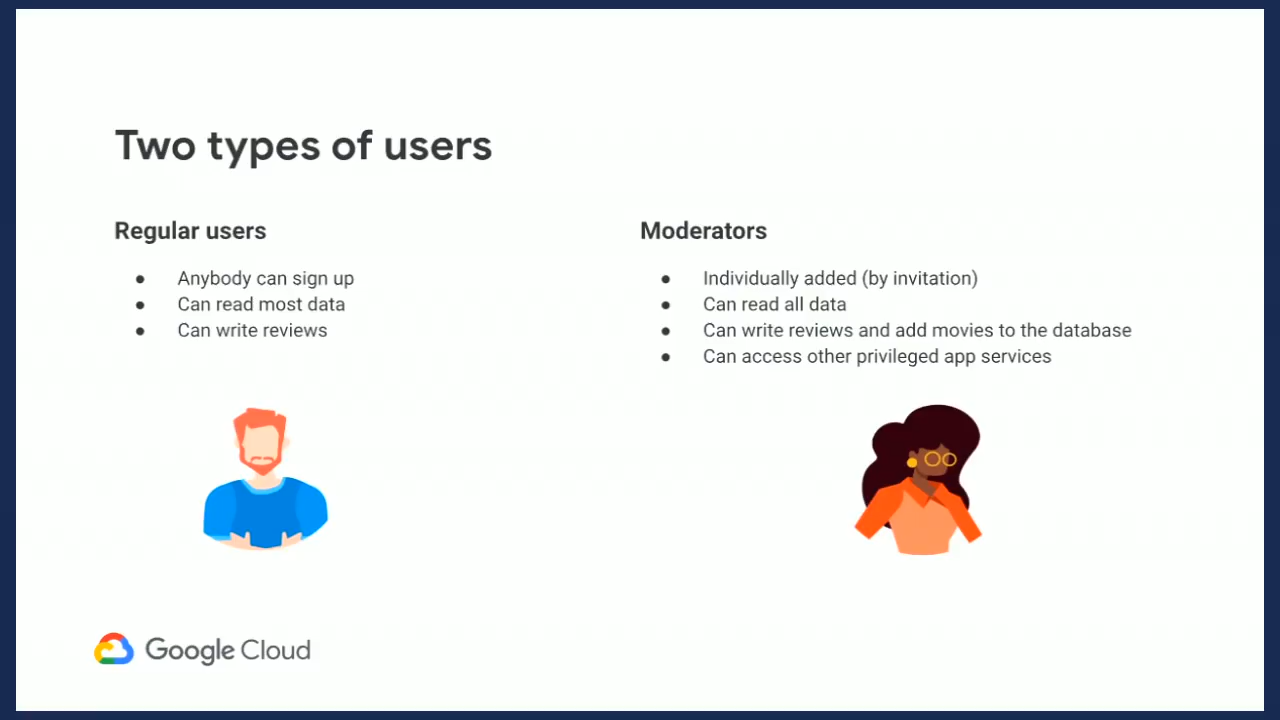 Two types of users
Regular users
● Anybody can sign up
● Can read most data
● Can write reviews
Moderators
● Individually added (by invitation)
● Can read all data
● Can write reviews and add movies to the database
● Can access other privileged app services
Google Cloud